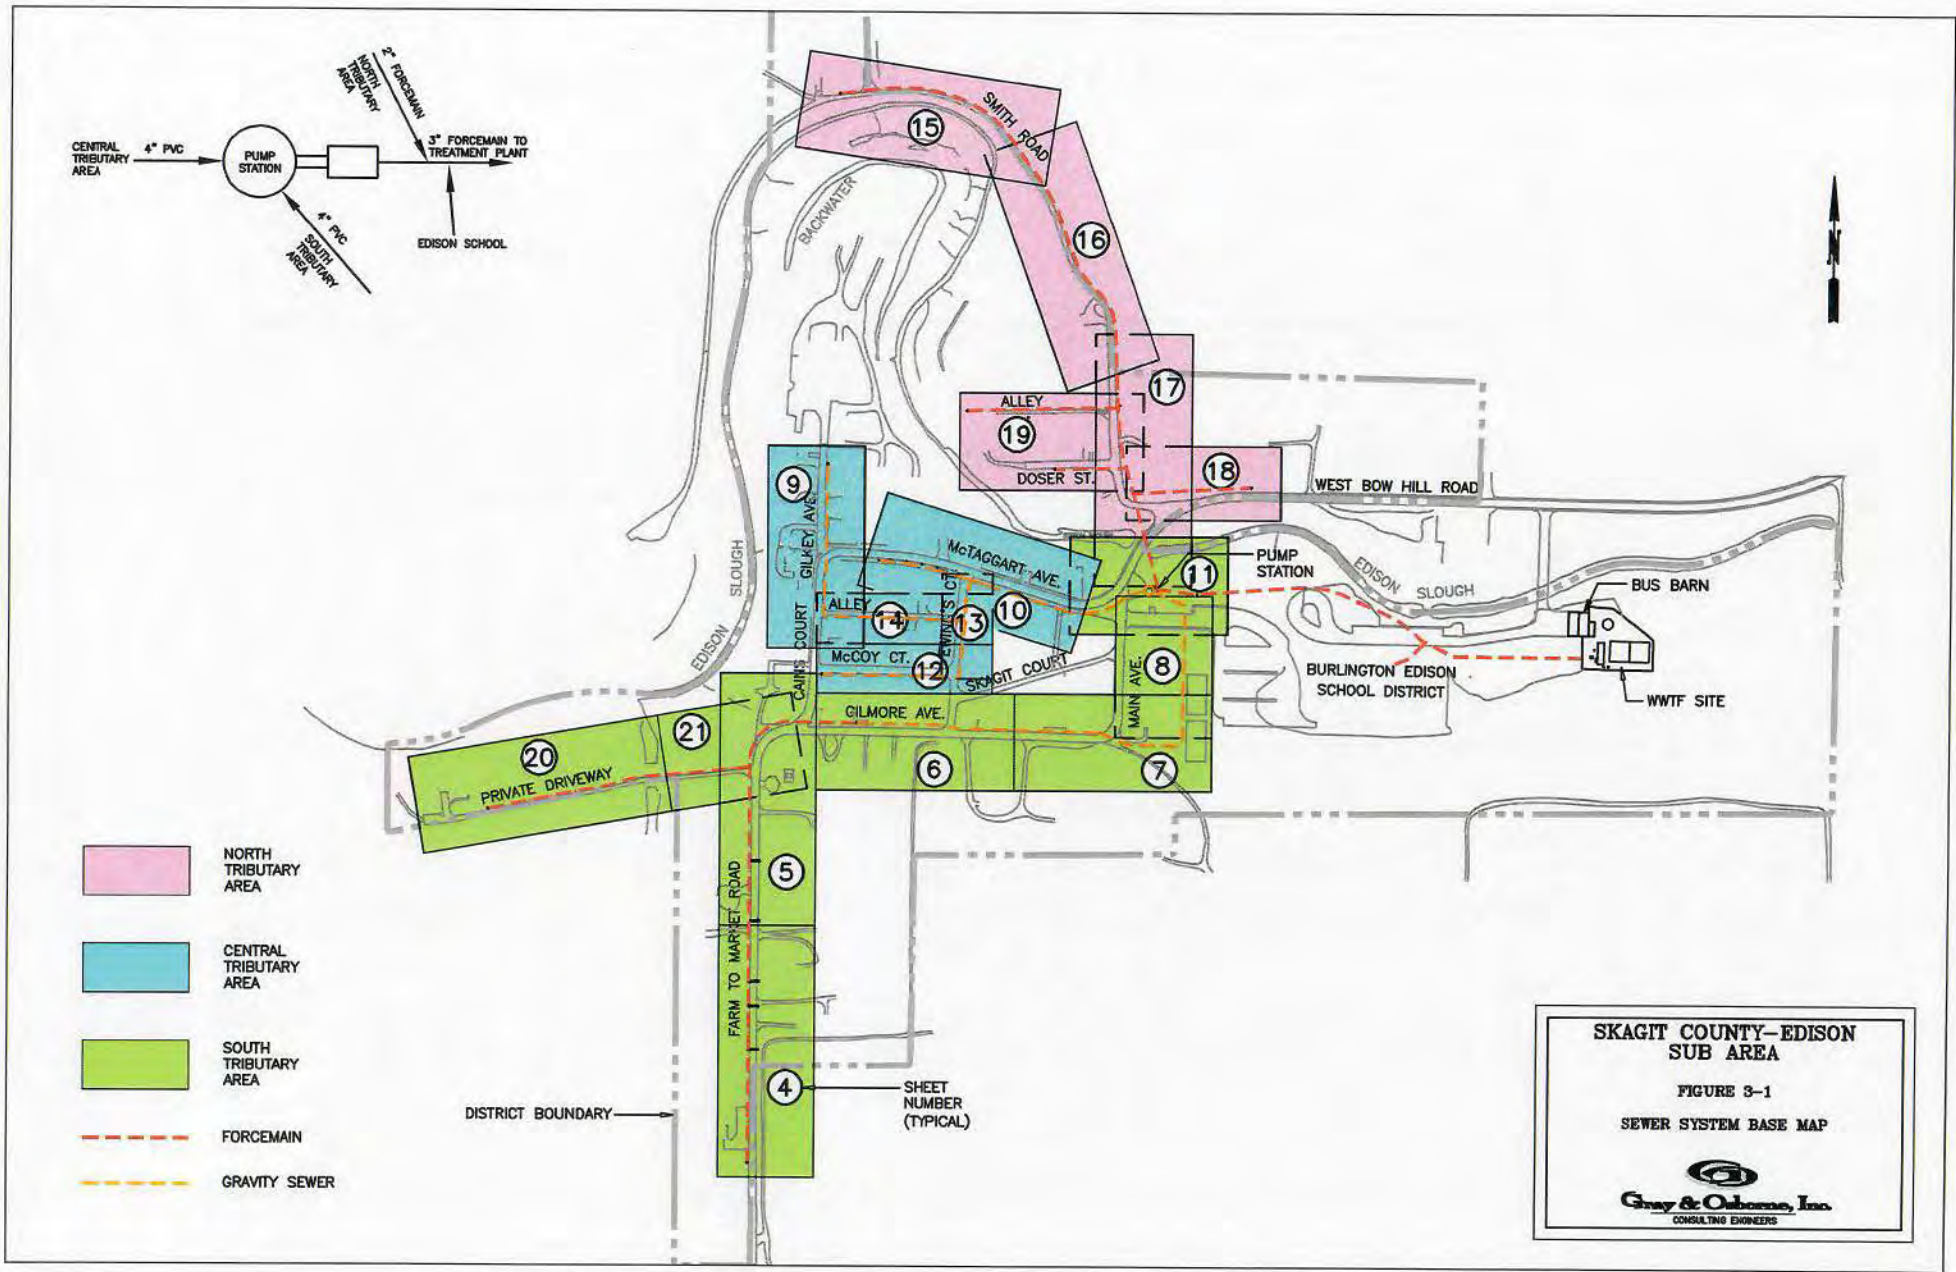 2" FORCEMAIN
NORTH
TRIBUTARY
AREA
CENTRAL
TRIBUTARY
AREA
4" PVC
PUMP
STATION
3" FORCEMAIN TO
TREATMENT PLANT
4" PVC
SOUTH
TRIBUTARY
AREA
EDISON SCHOOL
SMITH ROAD
15
BACKWATER
16
N
17
ALLEY
19
DOSER ST.
18
WEST BOW HILL ROAD
9
GILKEY AVE.
McTAGGART AVE.
SLOUGH
EDISON
11
PUMP
STATION
EDISON
SLOUGH
BUS BARN
ALLEY
14
13
10
CAINS COURT
McCOY CT.
12
SKAGIT COURT
MAIN AVE.
8
BURLINGTON EDISON
SCHOOL DISTRICT
WWTF SITE
GILMORE AVE.
21
20
PRIVATE DRIVEWAY
6
7
NORTH
TRIBUTARY
AREA
5
FARM TO MARKET ROAD
CENTRAL
TRIBUTARY
AREA
SOUTH
TRIBUTARY
AREA
4
SHEET
NUMBER
(TYPICAL)
DISTRICT BOUNDARY
FORCEMAIN
GRAVITY SEWER
SKAGIT COUNTY-EDISON
SUB AREA
FIGURE 3-1
SEWER SYSTEM BASE MAP
Gray & Osborne, Inc.
CONSULTING ENGINEERS